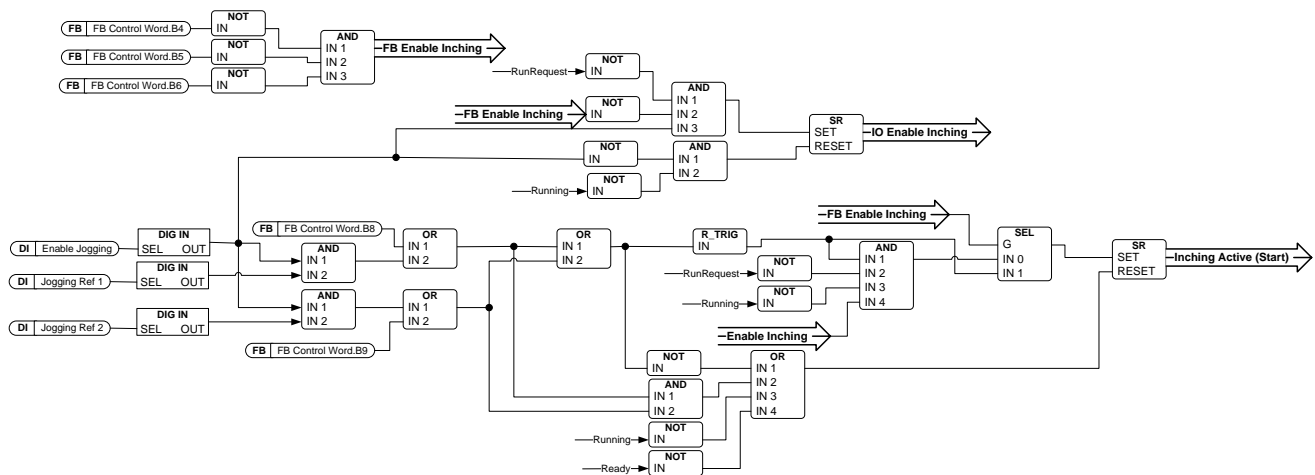 FB FB Control Word.B4
NOT
IN
AND
IN 1
IN 2
IN 3
FB Enable Inching
FB FB Control Word.B5
NOT
IN
FB FB Control Word.B6
NOT
IN
RunRequest
NOT
IN
AND
IN 1
IN 2
IN 3
FB Enable Inching
NOT
IN
SR
SET
RESET
IO Enable Inching
NOT
IN
AND
IN 1
IN 2
Running
NOT
IN
FB Enable Inching
DI Enable Jogging
DIG IN
SEL OUT
FB FB Control Word.B8
OR
IN 1
IN 2
AND
IN 1
IN 2
OR
IN 1
IN 2
R_TRIG
IN
SEL
G
IN 0
IN 1
SR
SET
RESET
Inching Active (Start)
AND
IN 1
IN 2
IN 3
IN 4
RunRequest
NOT
IN
DI Jogging Ref 1
DIG IN
SEL OUT
Running
NOT
IN
AND
IN 1
IN 2
OR
IN 1
IN 2
DI Jogging Ref 2
DIG IN
SEL OUT
Enable Inching
FB FB Control Word.B9
NOT
IN
OR
IN 1
IN 2
IN 3
IN 4
AND
IN 1
IN 2
Running
NOT
IN
Ready
NOT
IN